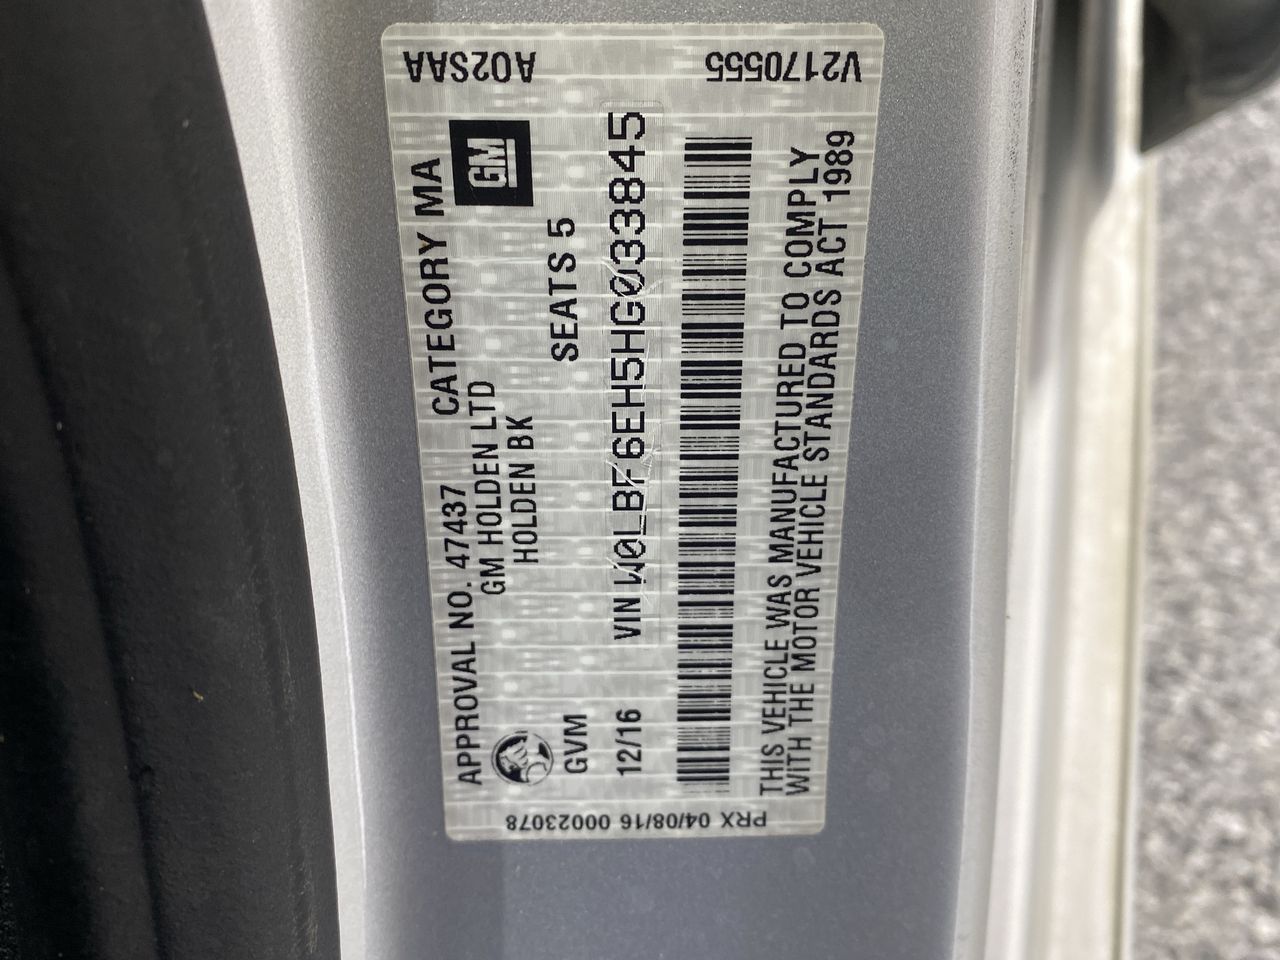 APPROVAL NO. 47437 CATEGORY MA
GM HOLDEN LTD
HOLDEN BK
GM
GVM SEATS 5
12/16 VIN W0LBF6EH5HG033845
THIS VEHICLE WAS MANUFACTURED TO COMPLY
WITH THE MOTOR VEHICLE STANDARDS ACT 1989
A02SAA V2170555
PRX 04/08/16 00023078